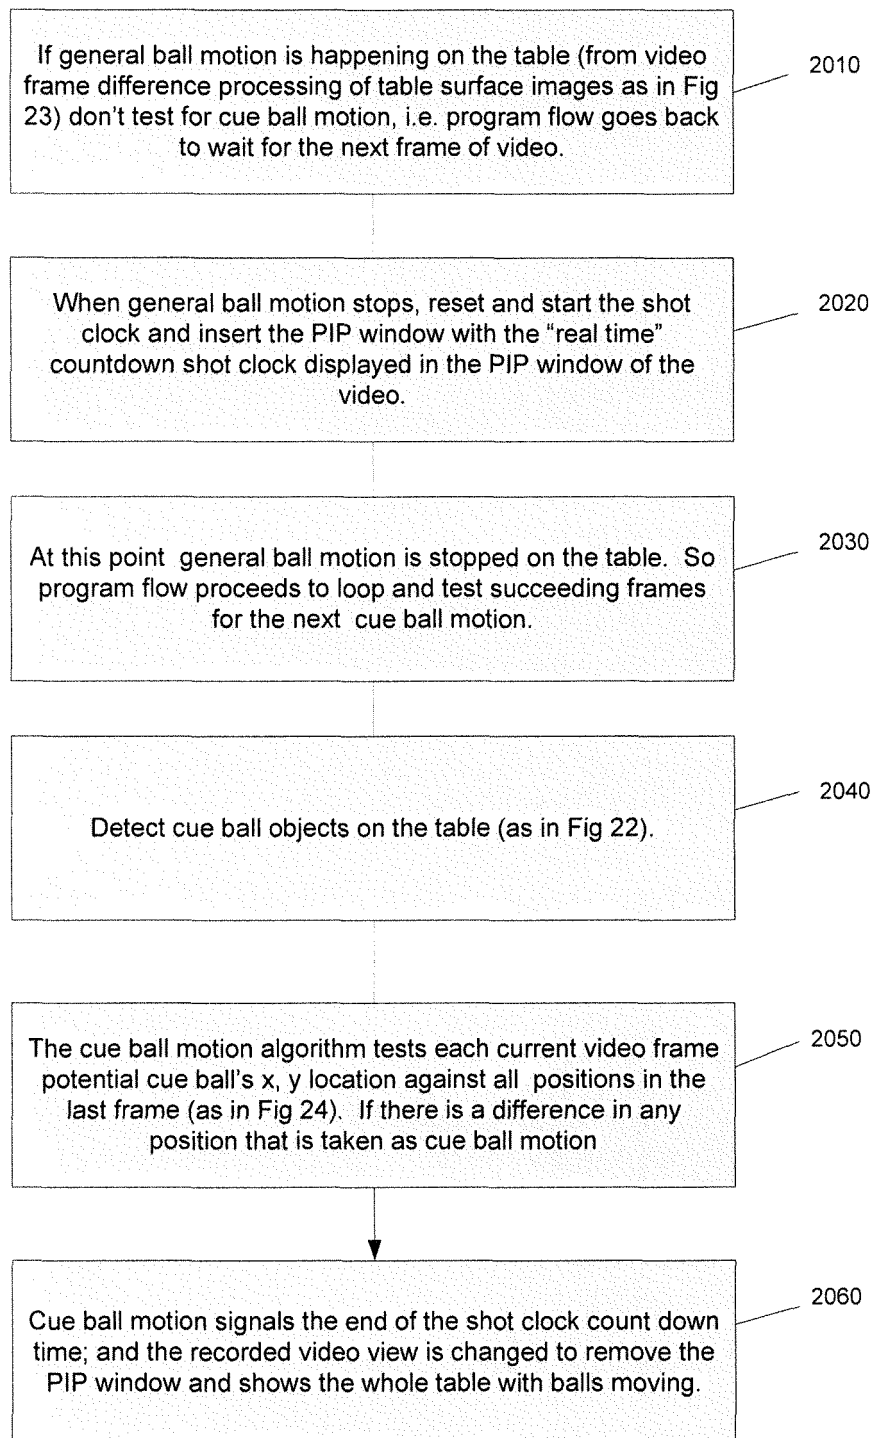 If general ball motion is happening on the table (from video
frame difference processing of table surface images as in Fig
23) don't test for cue ball motion, i.e. program flow goes back
to wait for the next frame of video.
2010
When general ball motion stops, reset and start the shot
clock and insert the PIP window with the “real time”
countdown shot clock displayed in the PIP window of the
video.
2020
At this point general ball motion is stopped on the table. So
program flow proceeds to loop and test succeeding frames
for the next cue ball motion.
2030
Detect cue ball objects on the table (as in Fig 22).
2040
The cue ball motion algorithm tests each current video frame
potential cue ball's x, y location against all positions in the
last frame (as in Fig 24). If there is a difference in any
position that is taken as cue ball motion
2050
Cue ball motion signals the end of the shot clock count down
time; and the recorded video view is changed to remove the
PIP window and shows the whole table with balls moving.
2060